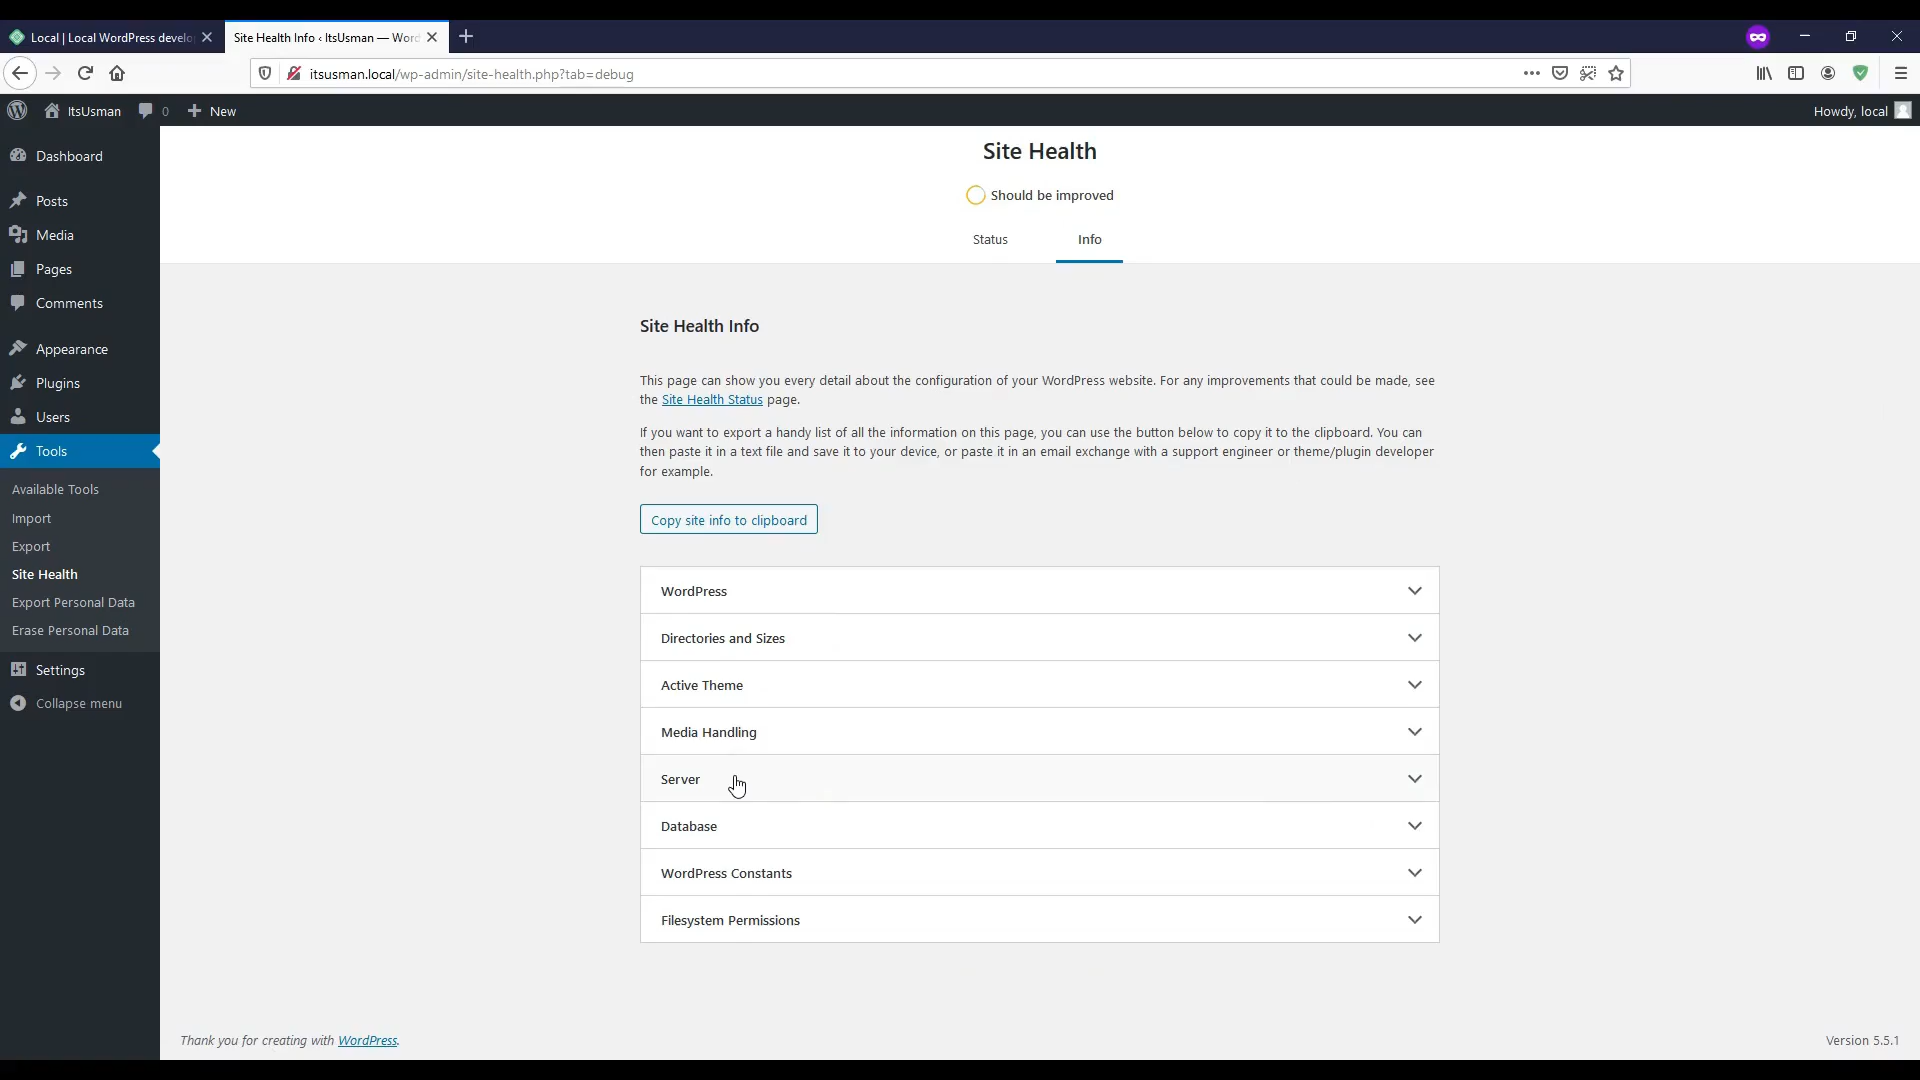 Local | Local WordPress develo
Site Health Info ‹ ItsUsman — Wor
itsusman.local/wp-admin/site-health.php?tab=debug
ItsUsman
0
New
Howdy, local
Dashboard
Posts
Media
Pages
Comments
Appearance
Plugins
Users
Tools
Available Tools
Import
Export
Site Health
Export Personal Data
Erase Personal Data
Settings
Collapse menu
Site Health
Should be improved
Status
Info
Site Health Info
This page can show you every detail about the configuration of your WordPress website. For any improvements that could be made, see
the Site Health Status page.
If you want to export a handy list of all the information on this page, you can use the button below to copy it to the clipboard. You can
then paste it in a text file and save it to your device, or paste it in an email exchange with a support engineer or theme/plugin developer
for example.
Copy site info to clipboard
WordPress
Directories and Sizes
Active Theme
Media Handling
Server
Database
WordPress Constants
Filesystem Permissions
Thank you for creating with WordPress.
Version 5.5.1